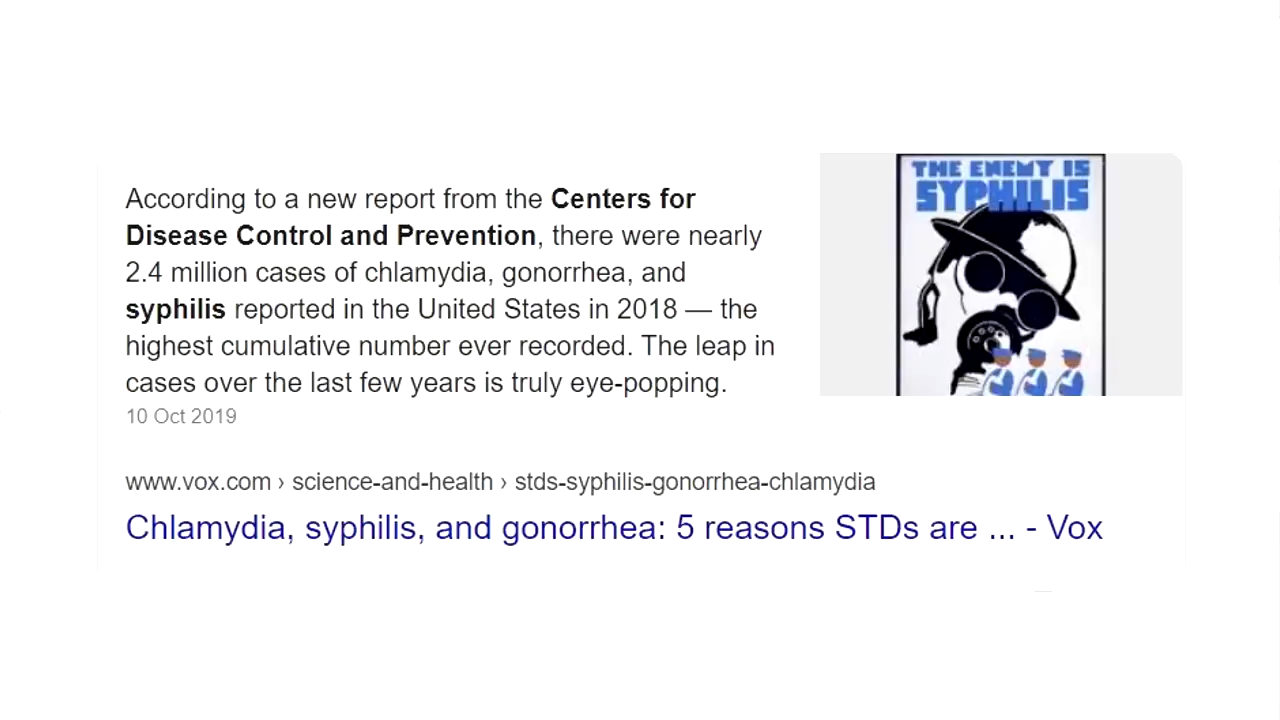 According to a new report from the Centers for
Disease Control and Prevention, there were nearly
2.4 million cases of chlamydia, gonorrhea, and
syphilis reported in the United States in 2018 — the
highest cumulative number ever recorded. The leap in
cases over the last few years is truly eye-popping.
10 Oct 2019
THE ENEMY IS
SYPHILIS
www.vox.com › science-and-health › stds-syphilis-gonorrhea-chlamydia
Chlamydia, syphilis, and gonorrhea: 5 reasons STDs are ... - Vox